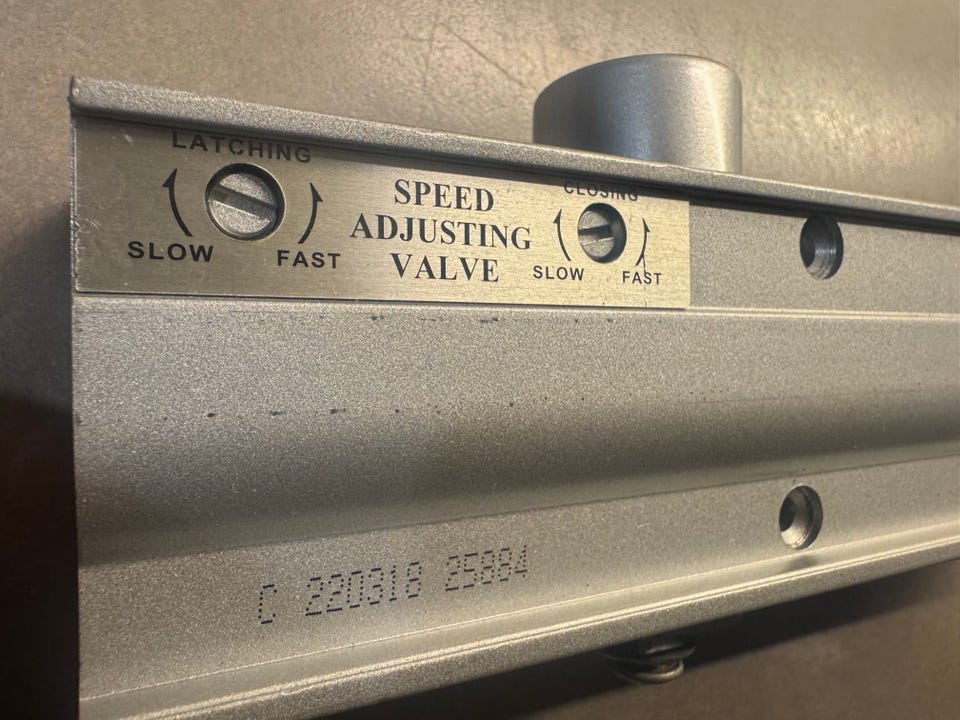 LATCHING
SLOW
FAST
SPEED
ADJUSTING
VALVE
CLOSING
SLOW
FAST
C 220318 25884